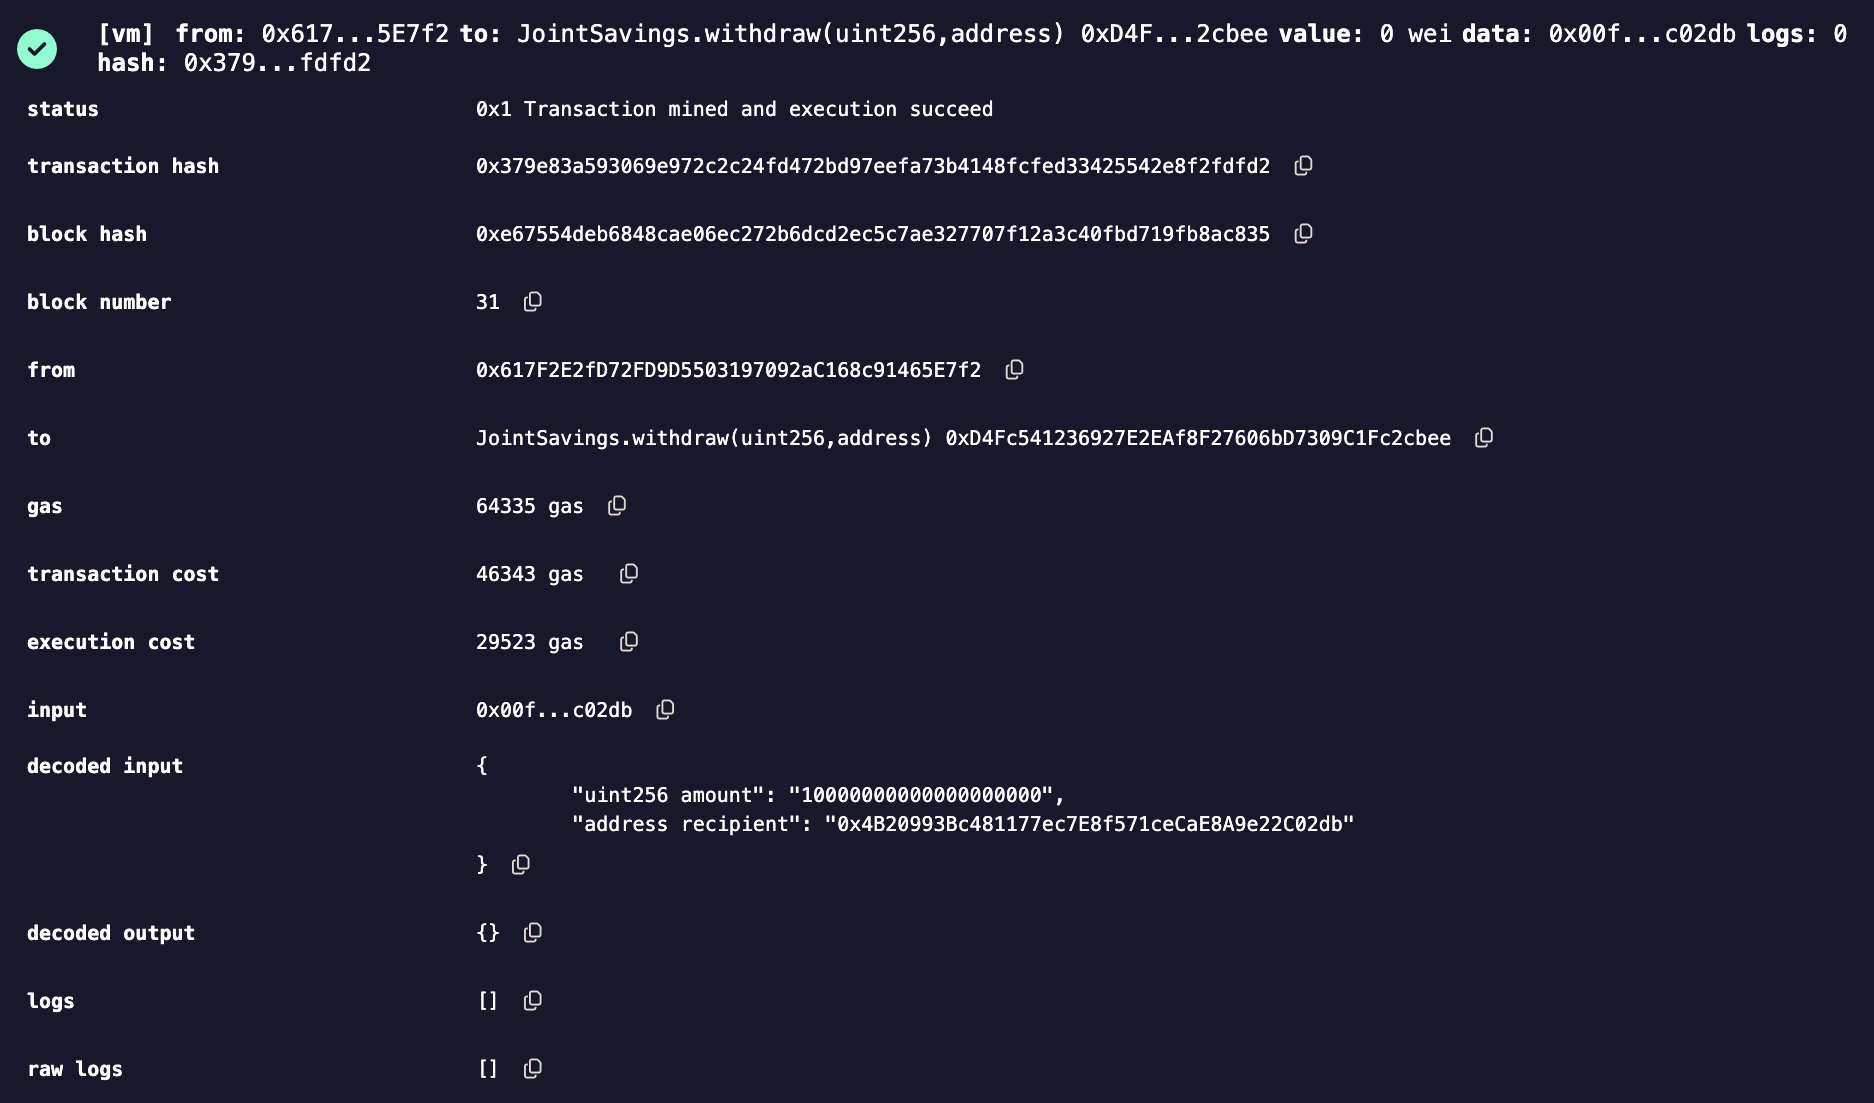 [vm] from: 0x617...5E7f2 to: JointSavings.withdraw(uint256,address) 0xD4F...2cbee value: 0 wei data: 0x00f...c02db logs: 0
hash: 0x379...fdfd2
status 0x1 Transaction mined and execution succeed
transaction hash 0x379e83a593069e972c2c24fd472bd97eefa73b4148fcfed33425542e8f2fdfd2
block hash 0xe67554deb6848cae06ec272b6dcd2ec5c7ae327707f12a3c40fbd719fb8ac835
block number 31
from 0x617F2E2fD72FD9D5503197092aC168c91465E7f2
to JointSavings.withdraw(uint256,address) 0xD4Fc541236927E2EAf8F27606bD7309C1Fc2cbee
gas 64335 gas
transaction cost 46343 gas
execution cost 29523 gas
input 0x00f...c02db
decoded input {
"uint256 amount": "10000000000000000000",
"address recipient": "0x4B20993Bc481177ec7E8f571ceCaE8A9e22C02db"
}
decoded output {}
logs []
raw logs []